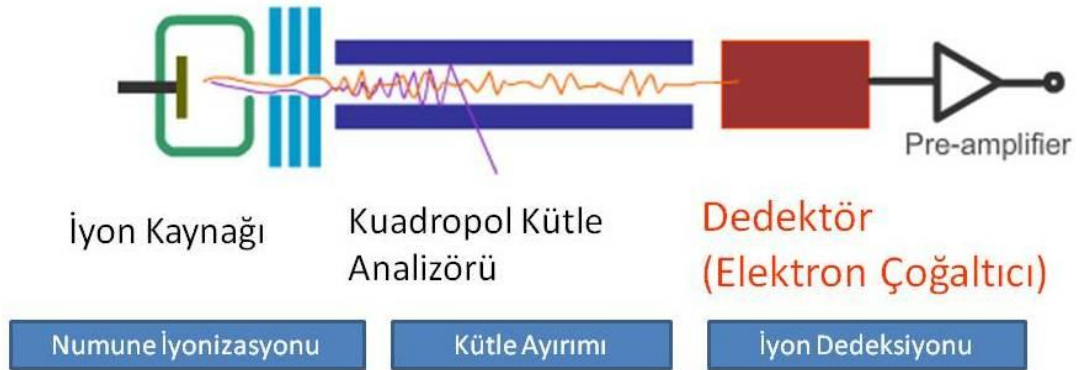 Pre-amplifier
İyon Kaynağı
Kuadropol Kütle
Analizörü
Dedektör
(Elektron Çoğaltıcı)
Numune İyonizasyonu
Kütle Ayırımı
İyon Dedeksiyonu